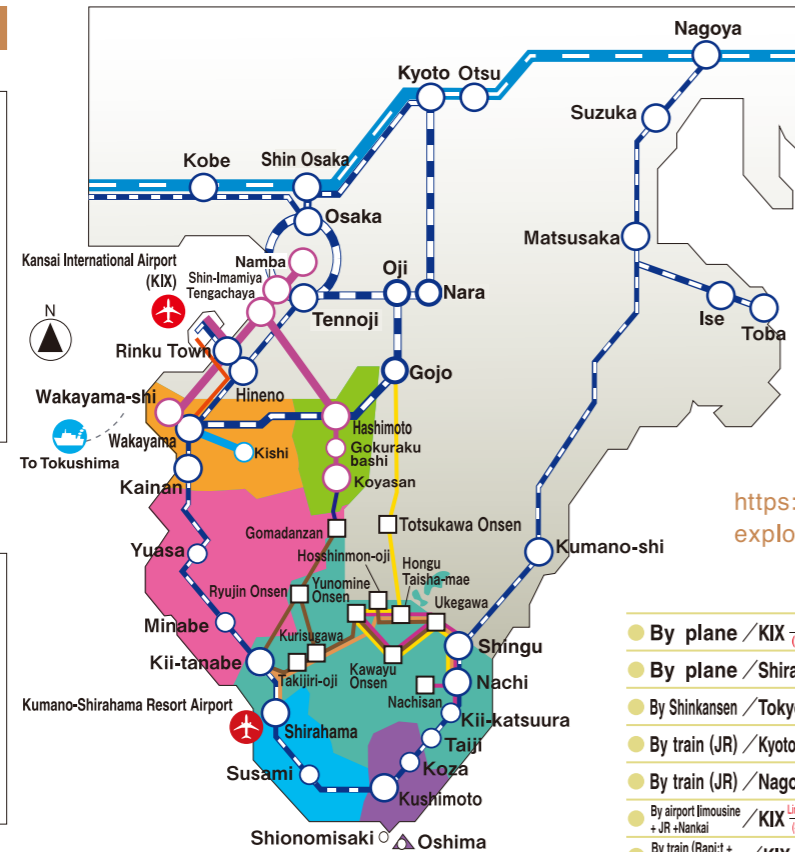 Nagoya
Kyoto
Otsu
Suzuka
Kobe
Shin Osaka
Osaka
Matsusaka
Kansai International Airport
(KIX)
Namba
Shin-Imamiya
Tengachaya
Oji
Nara
Ise
Toba
Tennoji
N
Rinku Town
Hineno
Gojo
Wakayama-shi
Wakayama
Hashimoto
To Tokushima
Kishi
Gokuraku
bashi
Kainan
Koyasan
https:
explo
Gomadanzan
Totsukawa Onsen
Yuasa
Hosshinmon-oji
Hongu
Taisha-mae
Kumano-shi
Ryujin Onsen
Yunomine
Onsen
Ukegawa
Minabe
Kurisugawa
Shingu
Kii-tanabe
Takijiri-oji
Kawayu
Onsen
Nachi
Nachisan
Kumano-Shirahama Resort Airport
Kii-katsuura
Shirahama
Taiji
Susami
Koza
Kushimoto
Shionomisaki
Oshima
By plane / KIX
By plane / Shira
By Shinkansen / Toky
By train (JR) / Kyoto
By train (JR) / Nago
By airport limousine
+ JR +Nankai / KIX
By train (Rapi:t +